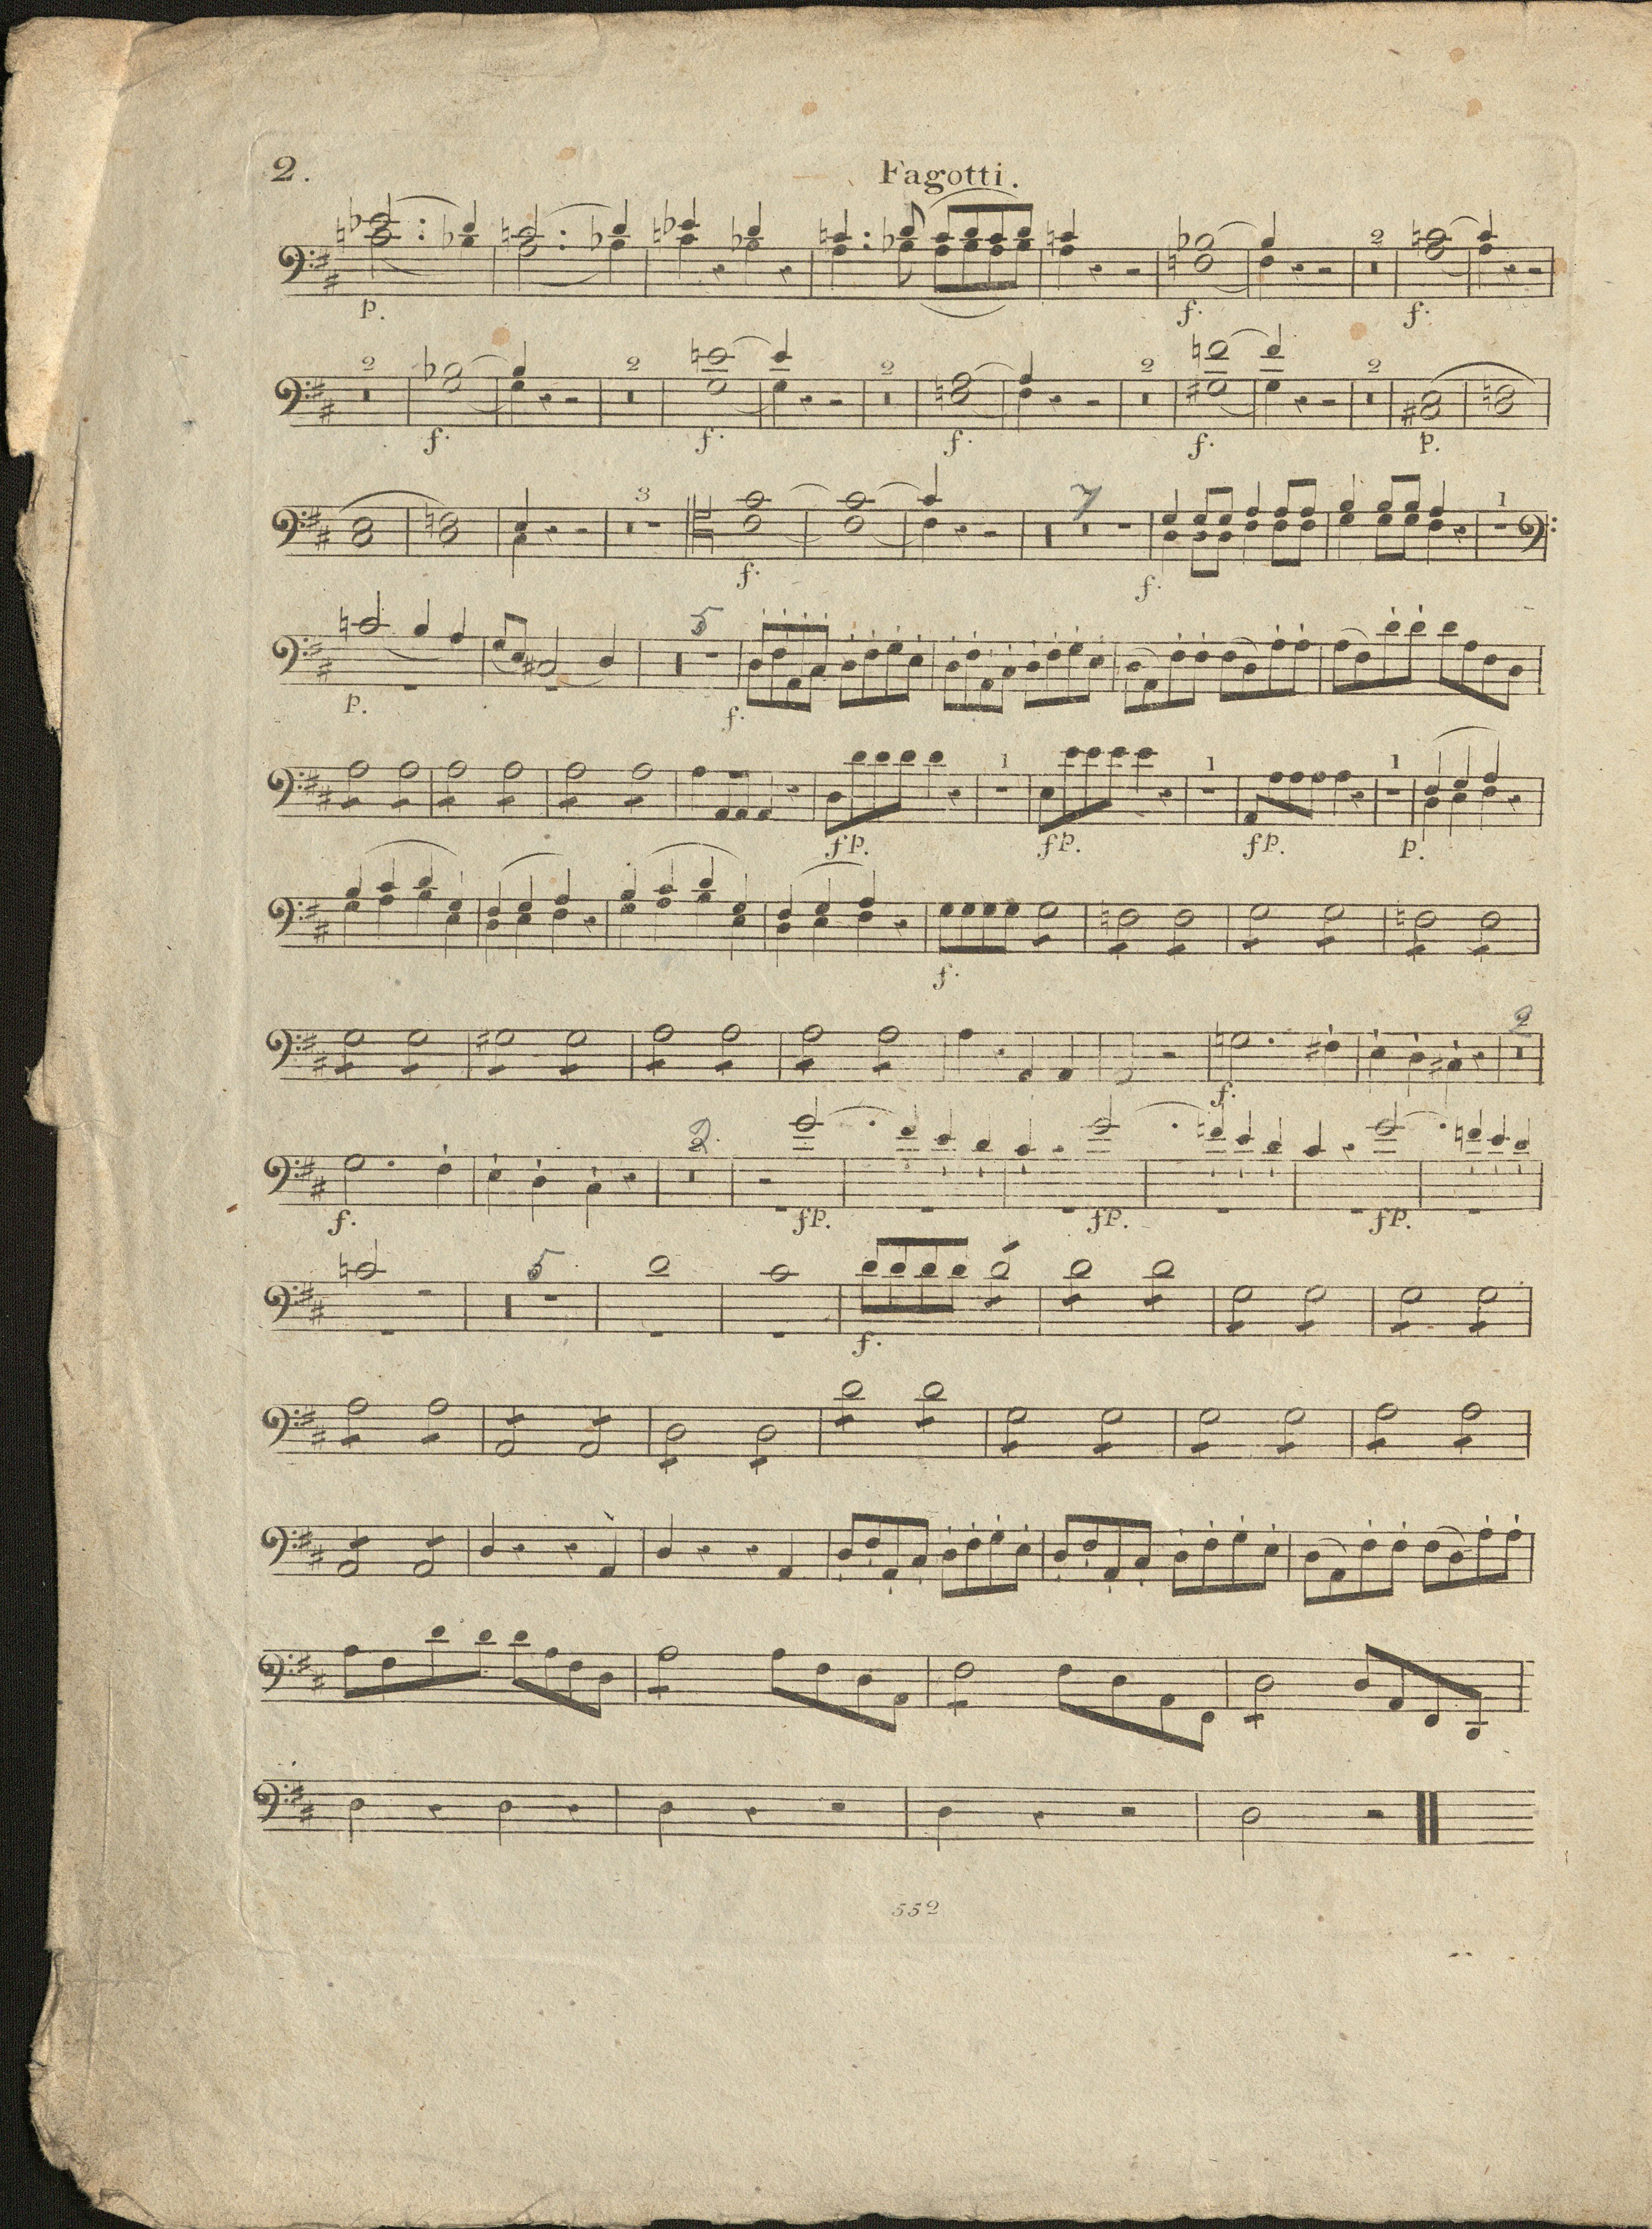 2.
Fagotti.
p. f. 2 f.
2 f. 2 f. 2 f. 2 f. 2 p.
3 f. 7 f. 1
p. 5 f.
fp. 1 fp. 1 fp. 1 p.
f.
f. 2
f. 2. fp. fp. fp.
5 f.
552